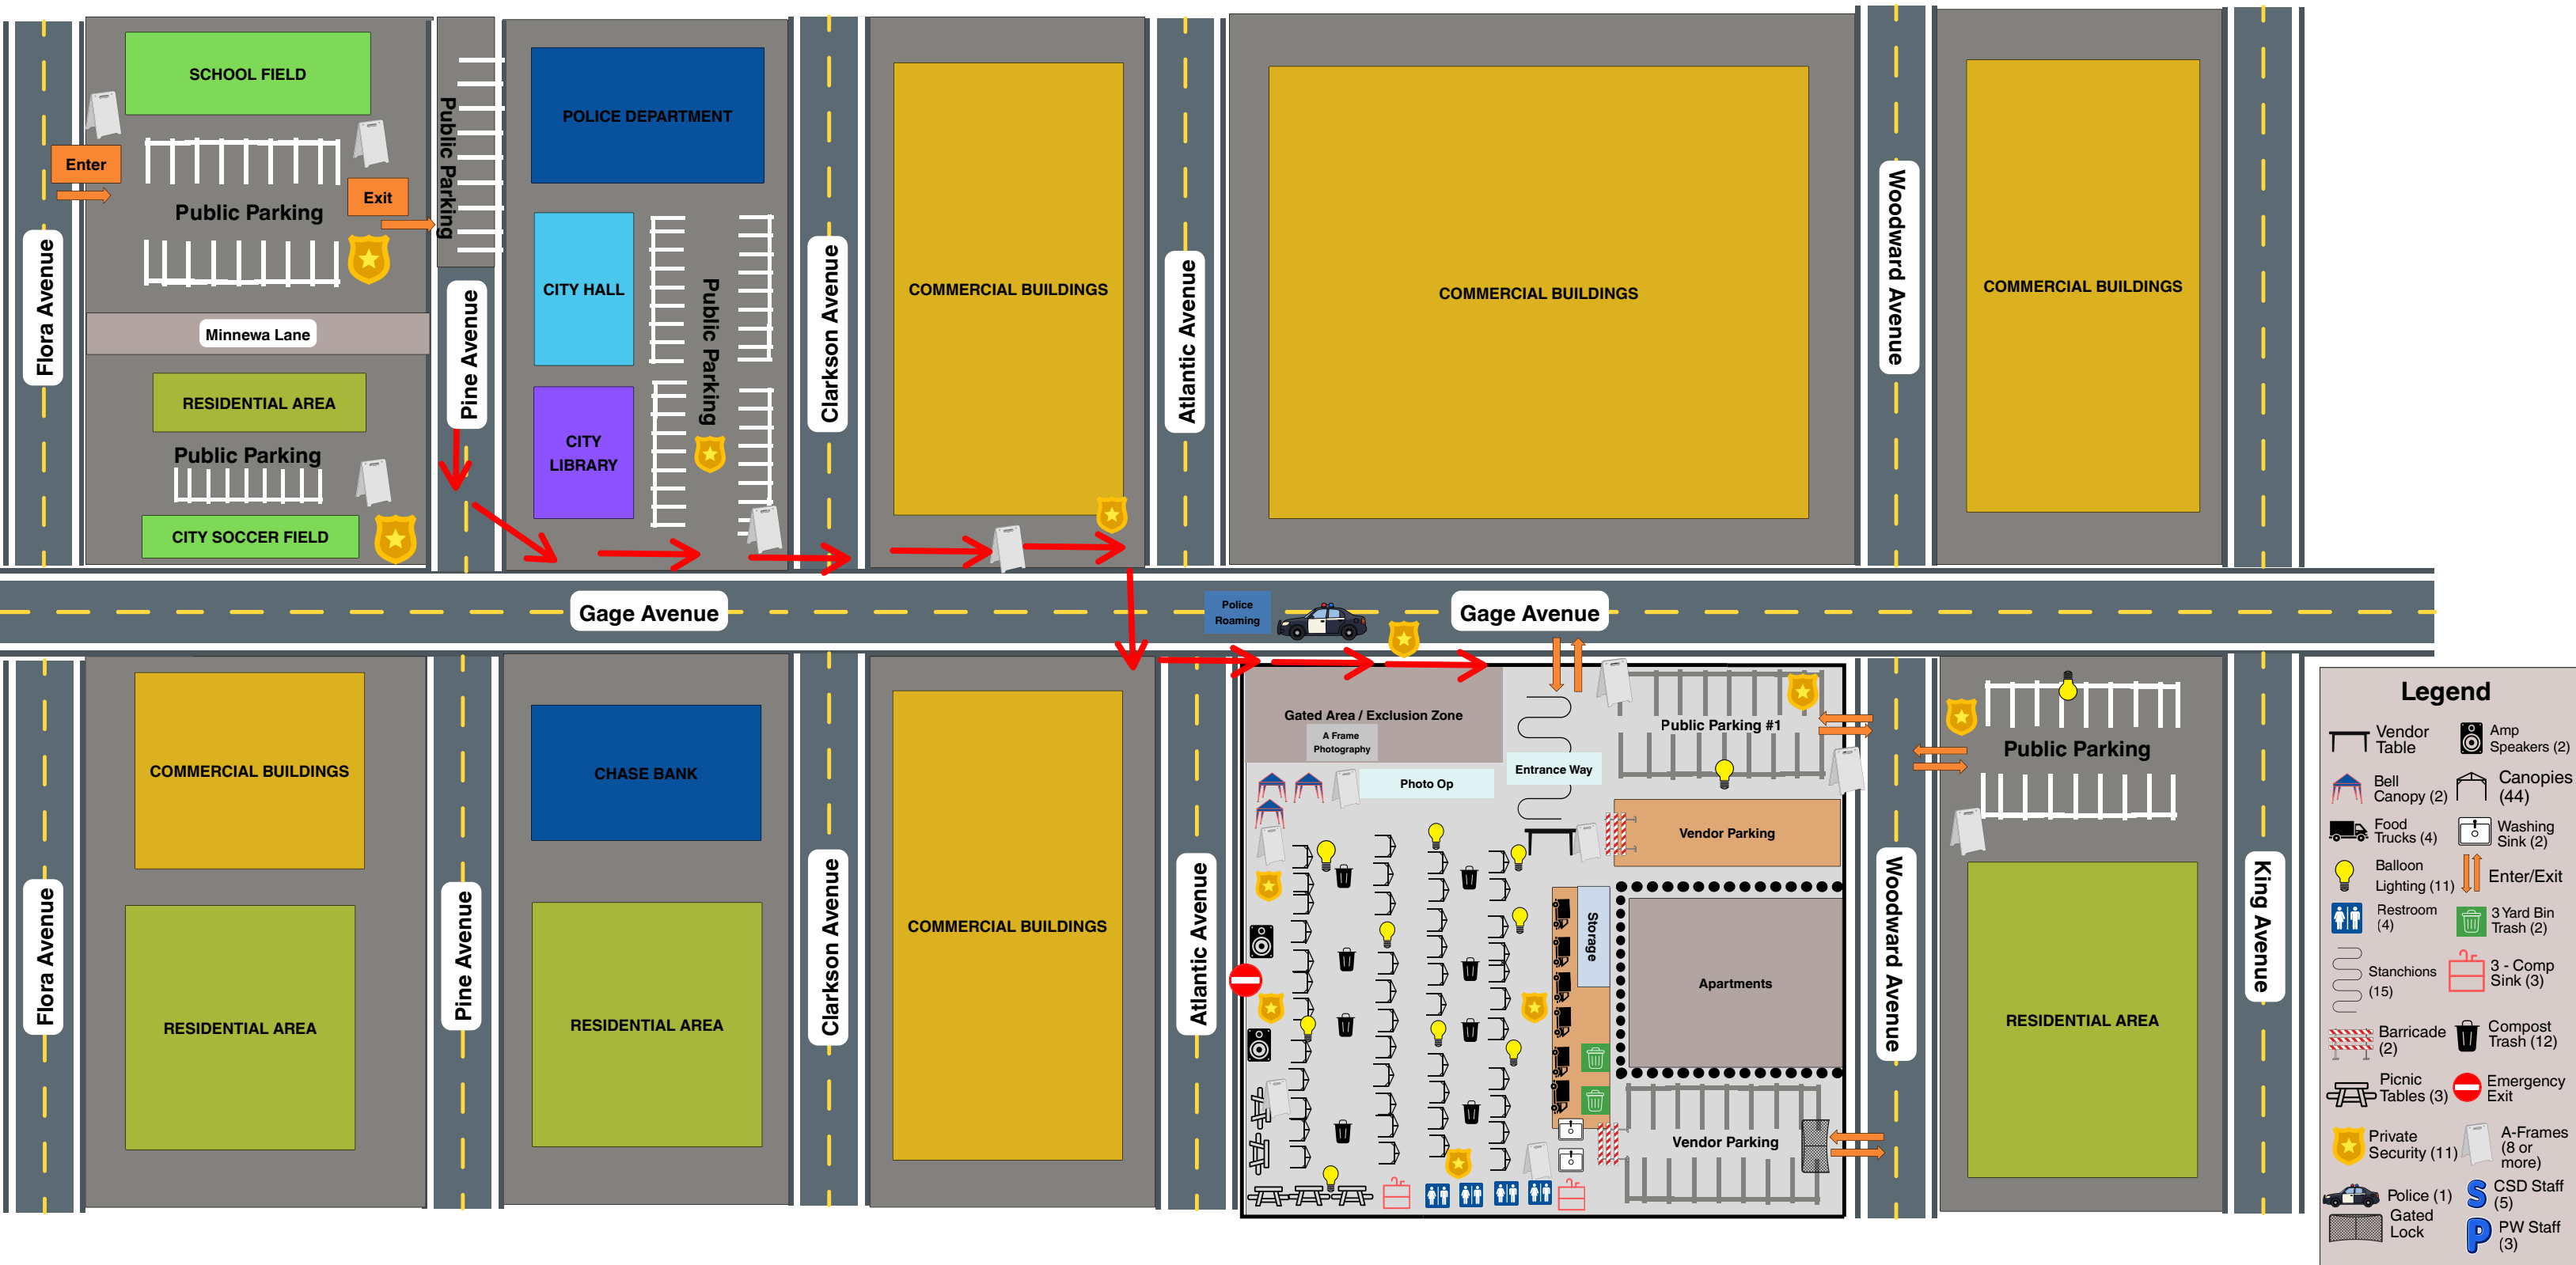 SCHOOL FIELD
Enter
Exit
Public Parking
Public Parking
Flora Avenue
Minnewa Lane
RESIDENTIAL AREA
Public Parking
CITY SOCCER FIELD
Pine Avenue
POLICE DEPARTMENT
CITY HALL
CITY
LIBRARY
Public Parking
Clarkson Avenue
COMMERCIAL BUILDINGS
Atlantic Avenue
COMMERCIAL BUILDINGS
Woodward Avenue
COMMERCIAL BUILDINGS
Gage Avenue
Police
Roaming
Gage Avenue
COMMERCIAL BUILDINGS
RESIDENTIAL AREA
Flora Avenue
Pine Avenue
CHASE BANK
RESIDENTIAL AREA
Clarkson Avenue
COMMERCIAL BUILDINGS
Atlantic Avenue
Gated Area / Exclusion Zone
A Frame
Photography
Photo Op
Entrance Way
Public Parking #1
Vendor Parking
Storage
Apartments
Vendor Parking
Woodward Avenue
Public Parking
RESIDENTIAL AREA
King Avenue
Legend
Vendor
Table
Amp
Speakers (2)
Bell
Canopy (2)
Canopies
(44)
Food
Trucks (4)
Washing
Sink (2)
Balloon
Lighting (11)
Enter/Exit
Restroom
(4)
3 Yard Bin
Trash (2)
Stanchions
(15)
3 - Comp
Sink (3)
Barricade
(2)
Compost
Trash (12)
Picnic
Tables (3)
Emergency
Exit
Private
Security (11)
A-Frames
(8 or
more)
Police (1)
S
CSD Staff
(5)
Gated
Lock
P
PW Staff
(3)